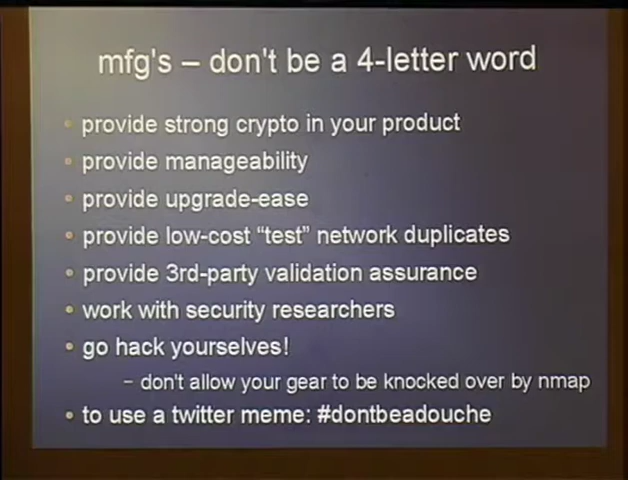 mfg's – don't be a 4-letter word
provide strong crypto in your product
provide manageability
provide upgrade-ease
provide low-cost “test” network duplicates
provide 3rd-party validation assurance
work with security researchers
go hack yourselves!
– don't allow your gear to be knocked over by nmap
to use a twitter meme: #dontbeadouche